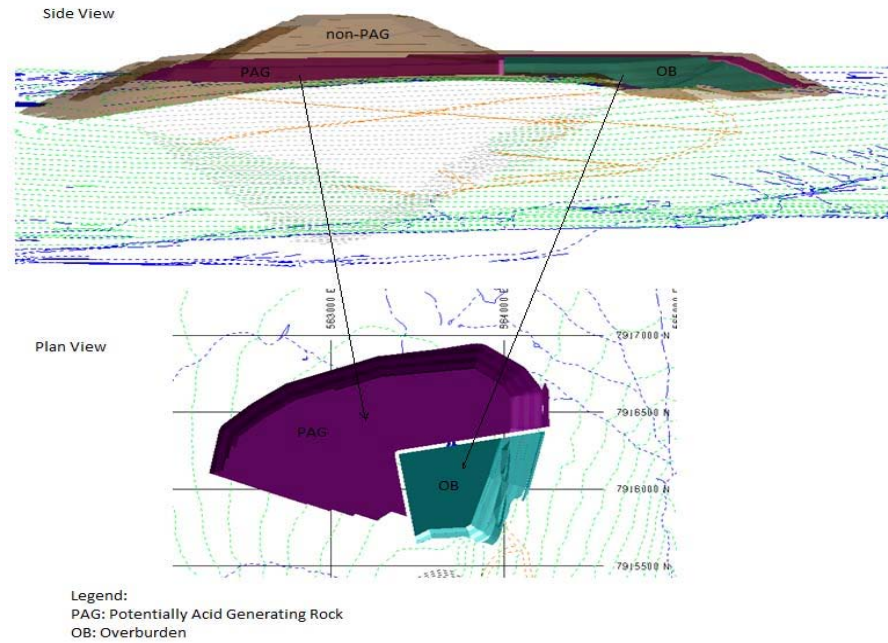 Side View
non-PAG
PAG
OB
563000 E
564000 E
Plan View
7917000 N
PAG
7916500 N
OB
7916000 N
7915500 N
Legend:
PAG: Potentially Acid Generating Rock
OB: Overburden